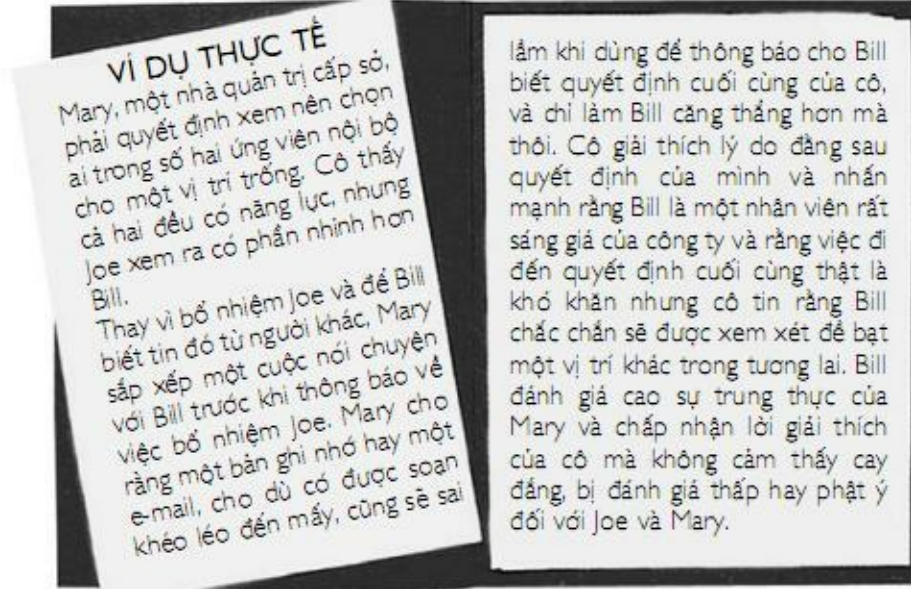 VÍ DỤ THỰC TẾ
Mary, một nhà quản trị cấp sở,
phải quyết định xem nên chọn
ai trong số hai ứng viên nội bộ
cho một vị trí trống. Cô thấy
cả hai đều có năng lực, nhưng
Joe xem ra có phần nhỉnh hơn
Bill.
Thay vì bổ nhiệm Joe và để Bill
biết tin đó từ người khác, Mary
sắp xếp một cuộc nói chuyện
với Bill trước khi thông báo về
việc bổ nhiệm Joe. Mary cho
rằng một bản ghi nhớ hay một
e-mail, cho dù có được soạn
khéo léo đến mấy, cũng sẽ sai
lầm khi dùng để thông báo cho Bill
biết quyết định cuối cùng của cô,
và chỉ làm Bill căng thẳng hơn mà
thôi. Cô giải thích lý do đằng sau
quyết định của mình và nhấn
mạnh rằng Bill là một nhân viên rất
sáng giá của công ty và rằng việc đi
đến quyết định cuối cùng thật là
khó khăn nhưng cô tin rằng Bill
chắc chắn sẽ được xem xét đề bạt
một vị trí khác trong tương lai. Bill
đánh giá cao sự trung thực của
Mary và chấp nhận lời giải thích
của cô mà không cảm thấy cay
đắng, bị đánh giá thấp hay phật ý
đối với Joe và Mary.